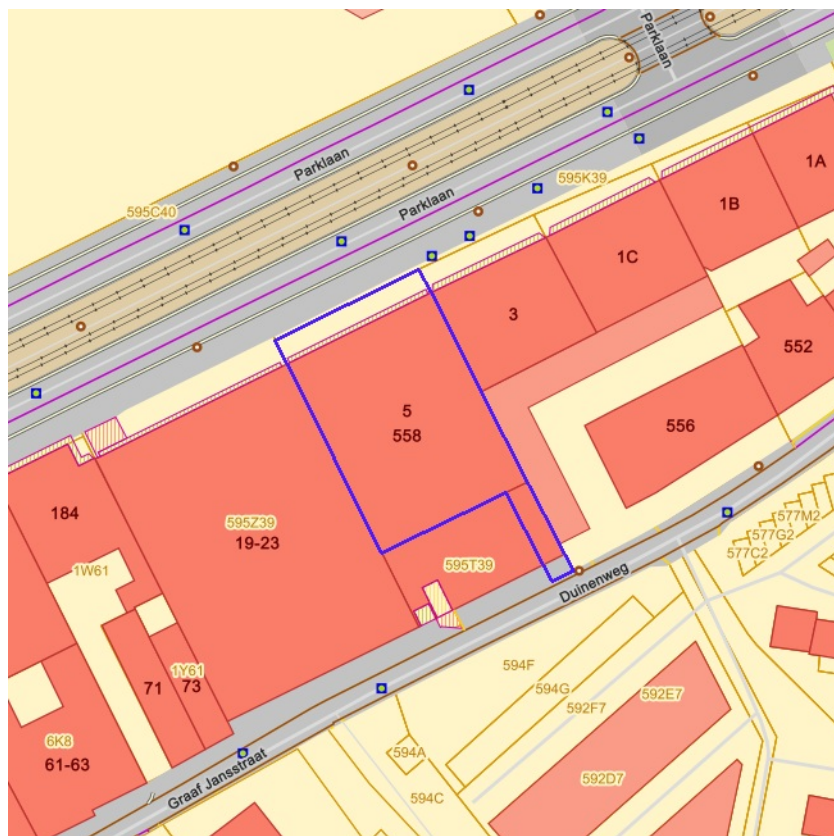 Parklaan
Parklaan
595K39
1A
Parklaan
595C40
1B
1C
3
552
5
558
556
184
595Z39
19-23
577M2
577G2
577C2
595T39
1W61
Duinenweg
594F
1Y61
71
73
594G
592E7
592F7
6K8
61-63
594A
592D7
Graaf Jansstraat
594C